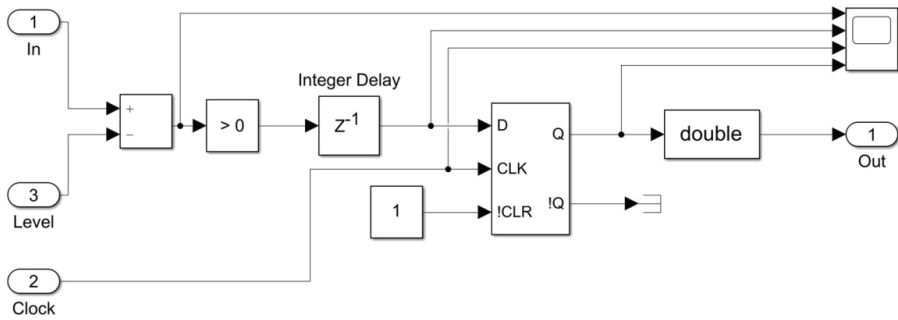 1
In
Integer Delay
+
−
> 0
Z⁻¹
D
Q
double
1
Out
CLK
3
Level
1
!CLR
!Q
2
Clock